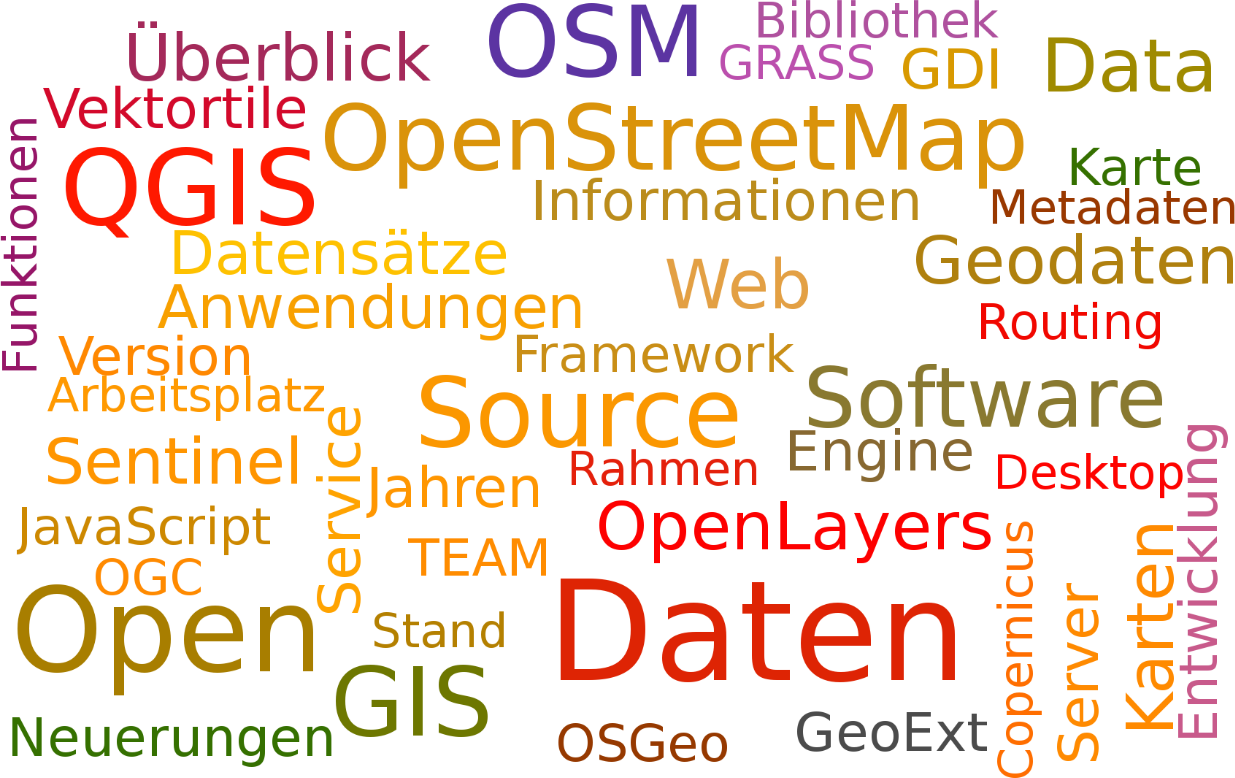 OSM
Bibliothek
Überblick
GRASS
GDI
Data
Vektortile
OpenStreetMap
Funktionen
QGIS
Karte
Informationen
Metadaten
Datensätze
Geodaten
Web
Anwendungen
Routing
Version
Framework
Arbeitsplatz
Source
Software
Sentinel
Service
Engine
Jahren
Rahmen
Desktop
Entwicklung
JavaScript
OpenLayers
TEAM
OGC
Open
Daten
Copernicus
Server
Karten
Stand
GIS
Neuerungen
OSGeo
GeoExt